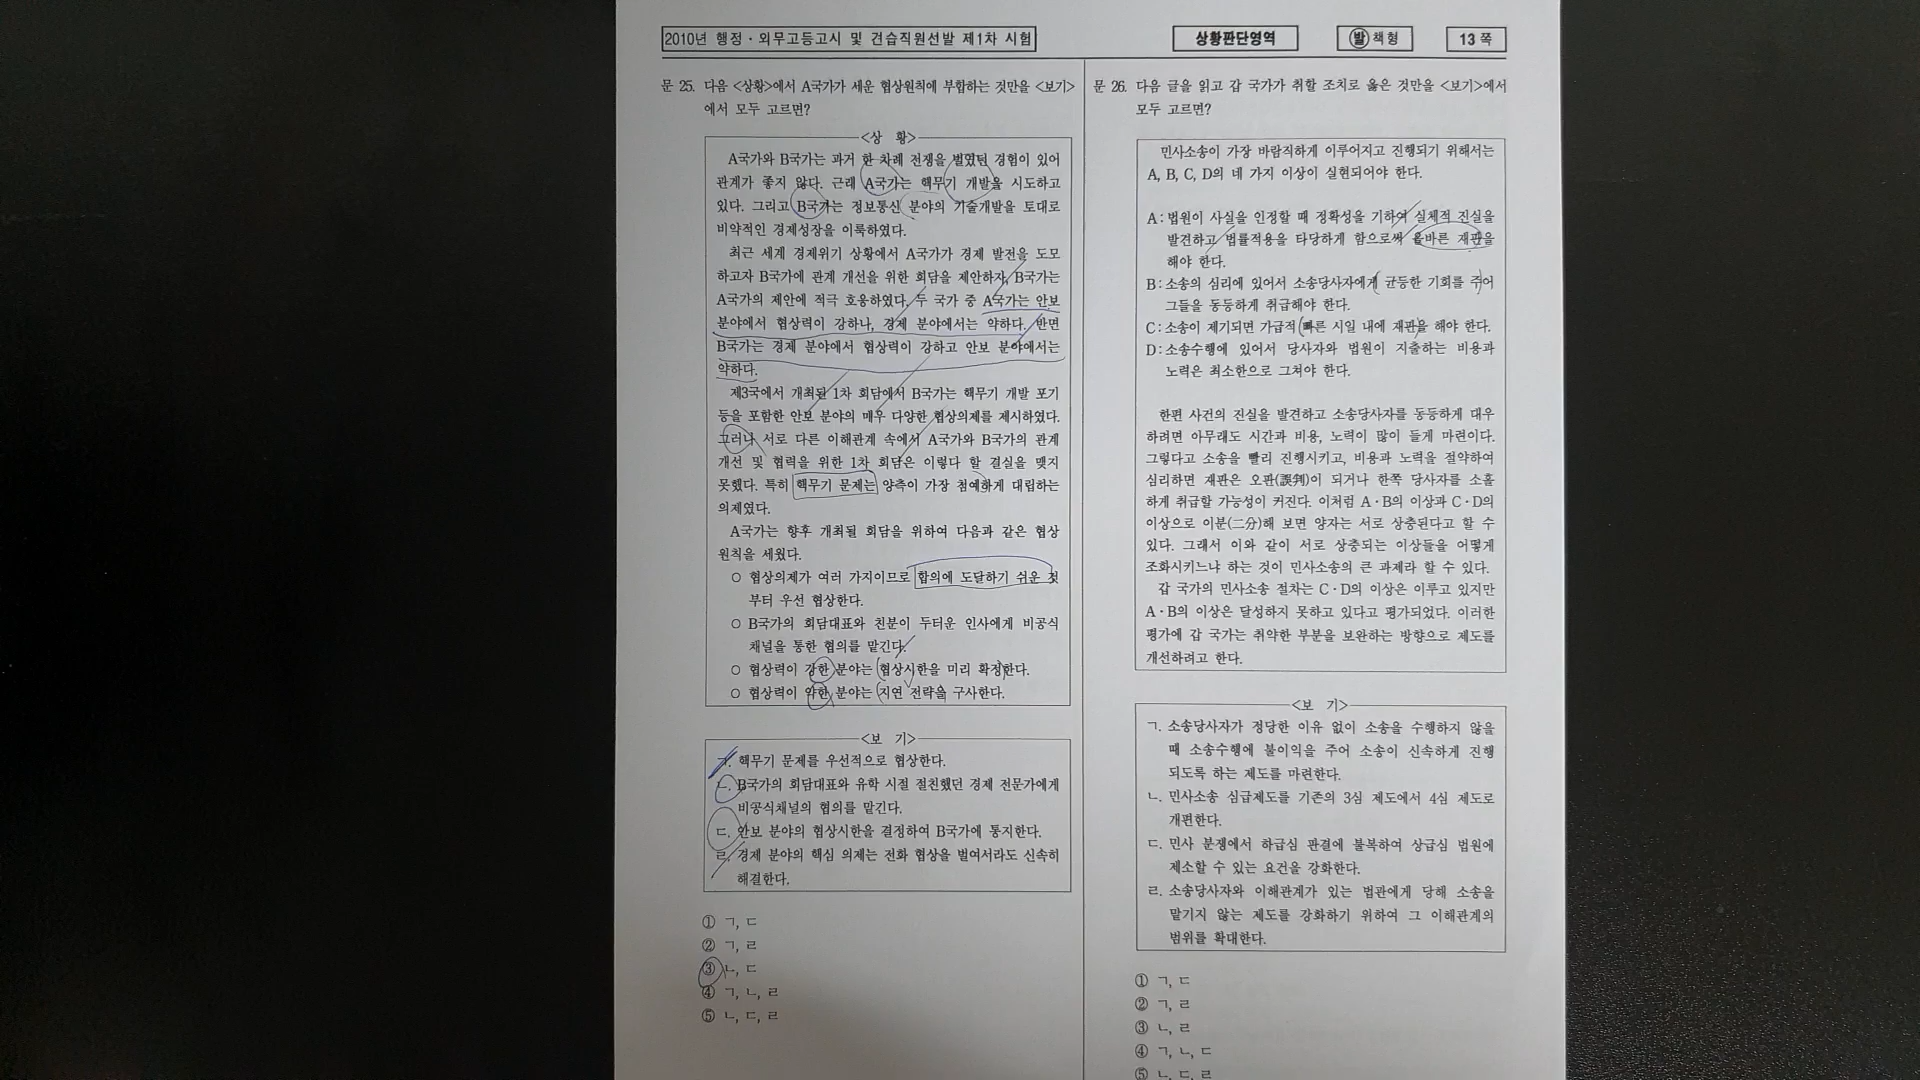 2010년 행정·외무고등고시 및 견습직원선발 제1차 시험
상황판단영역
발 책형
13 쪽
문 25. 다음 <상황>에서 A국가가 세운 협상원칙에 부합하는 것만을 <보기>
에서 모두 고르면?
<상 황>
A국가와 B국가는 과거 한 차례 전쟁을 벌였던 경험이 있어
관계가 좋지 않다. 근래 A국가는 핵무기 개발을 시도하고
있다. 그리고 B국가는 정보통신 분야의 기술개발을 토대로
비약적인 경제성장을 이룩하였다.
최근 세계 경제위기 상황에서 A국가가 경제 발전을 도모
하고자 B국가에 관계 개선을 위한 회담을 제안하자, B국가는
A국가의 제안에 적극 호응하였다. 두 국가 중 A국가는 안보
분야에서 협상력이 강하나, 경제 분야에서는 약하다. 반면
B국가는 경제 분야에서 협상력이 강하고 안보 분야에서는
약하다.
제3국에서 개최된 1차 회담에서 B국가는 핵무기 개발 포기
등을 포함한 안보 분야의 매우 다양한 협상의제를 제시하였다.
그러나 서로 다른 이해관계 속에서 A국가와 B국가의 관계
개선 및 협력을 위한 1차 회담은 이렇다 할 결실을 맺지
못했다. 특히 핵무기 문제는 양측이 가장 첨예하게 대립하는
의제였다.
A국가는 향후 개최될 회담을 위하여 다음과 같은 협상
원칙을 세웠다.
○ 협상의제가 여러 가지이므로 합의에 도달하기 쉬운 것
부터 우선 협상한다.
○ B국가의 회담대표와 친분이 두터운 인사에게 비공식
채널을 통한 협의를 맡긴다.
○ 협상력이 강한 분야는 협상시한을 미리 확정한다.
○ 협상력이 약한 분야는 지연 전략을 구사한다.
<보 기>
ㄱ. 핵무기 문제를 우선적으로 협상한다.
ㄴ. B국가의 회담대표와 유학 시절 절친했던 경제 전문가에게
비공식채널의 협의를 맡긴다.
ㄷ. 안보 분야의 협상시한을 결정하여 B국가에 통지한다.
ㄹ. 경제 분야의 핵심 의제는 전화 협상을 벌여서라도 신속히
해결한다.
① ㄱ, ㄷ
② ㄱ, ㄹ
③ ㄴ, ㄷ
④ ㄱ, ㄴ, ㄹ
⑤ ㄴ, ㄷ, ㄹ
문 26. 다음 글을 읽고 갑 국가가 취할 조치로 옳은 것만을 <보기>에서
모두 고르면?
민사소송이 가장 바람직하게 이루어지고 진행되기 위해서는
A, B, C, D의 네 가지 이상이 실현되어야 한다.
A: 법원이 사실을 인정할 때 정확성을 기하여 실체적 진실을
발견하고 법률적용을 타당하게 함으로써 올바른 재판을
해야 한다.
B: 소송의 심리에 있어서 소송당사자에게 균등한 기회를 주어
그들을 동등하게 취급해야 한다.
C: 소송이 제기되면 가급적 빠른 시일 내에 재판을 해야 한다.
D: 소송수행에 있어서 당사자와 법원이 지출하는 비용과
노력은 최소한으로 그쳐야 한다.
한편 사건의 진실을 발견하고 소송당사자를 동등하게 대우
하려면 아무래도 시간과 비용, 노력이 많이 들게 마련이다.
그렇다고 소송을 빨리 진행시키고, 비용과 노력을 절약하여
심리하면 재판은 오판(誤判)이 되거나 한쪽 당사자를 소홀
하게 취급할 가능성이 커진다. 이처럼 A·B의 이상과 C·D의
이상으로 이분(二分)해 보면 양자는 서로 상충된다고 할 수
있다. 그래서 이와 같이 서로 상충되는 이상들을 어떻게
조화시키느냐 하는 것이 민사소송의 큰 과제라 할 수 있다.
갑 국가의 민사소송 절차는 C·D의 이상은 이루고 있지만
A·B의 이상은 달성하지 못하고 있다고 평가되었다. 이러한
평가에 갑 국가는 취약한 부분을 보완하는 방향으로 제도를
개선하려고 한다.
<보 기>
ㄱ. 소송당사자가 정당한 이유 없이 소송을 수행하지 않을
때 소송수행에 불이익을 주어 소송이 신속하게 진행
되도록 하는 제도를 마련한다.
ㄴ. 민사소송 심급제도를 기존의 3심 제도에서 4심 제도로
개편한다.
ㄷ. 민사 분쟁에서 하급심 판결에 불복하여 상급심 법원에
제소할 수 있는 요건을 강화한다.
ㄹ. 소송당사자와 이해관계가 있는 법관에게 당해 소송을
맡기지 않는 제도를 강화하기 위하여 그 이해관계의
범위를 확대한다.
① ㄱ, ㄷ
② ㄱ, ㄹ
③ ㄴ, ㄹ
④ ㄱ, ㄴ, ㄷ
⑤ ㄴ, ㄷ, ㄹ